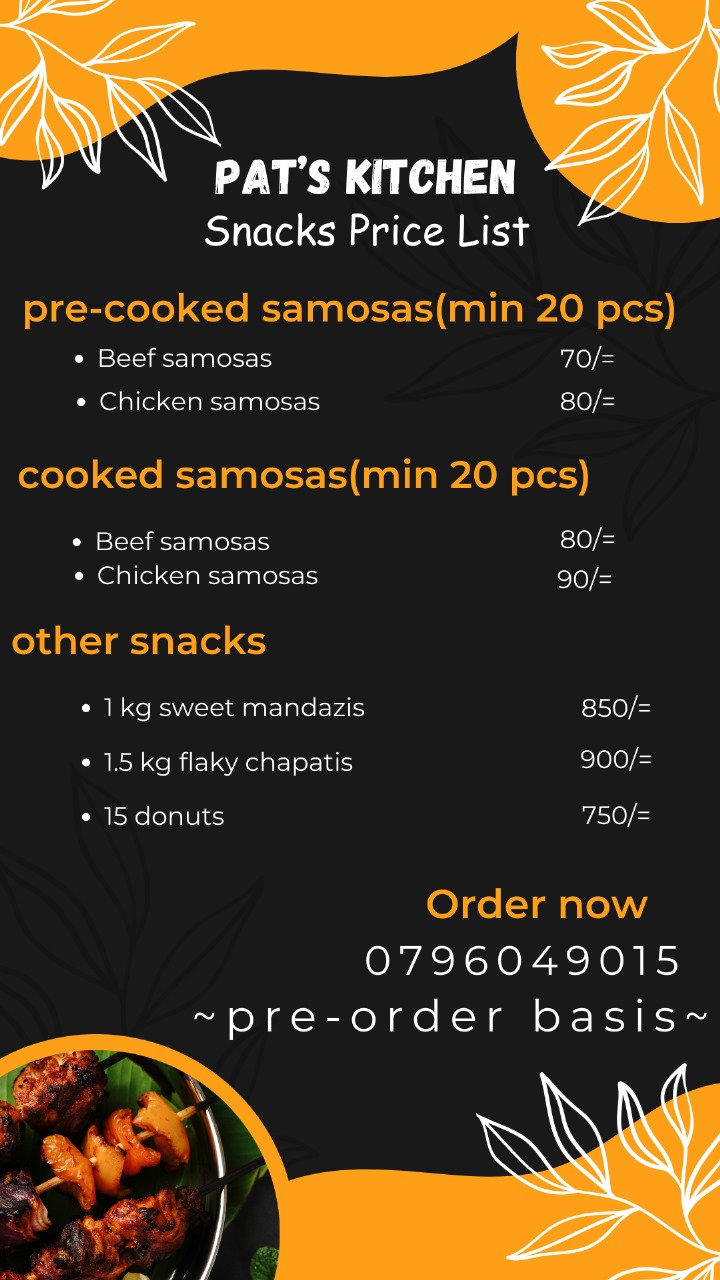 PAT'S KITCHEN
Snacks Price List
pre-cooked samosas(min 20 pcs)
• Beef samosas 70/=
• Chicken samosas 80/=
cooked samosas(min 20 pcs)
• Beef samosas 80/=
• Chicken samosas 90/=
other snacks
• 1 kg sweet mandazis 850/=
• 1.5 kg flaky chapatis 900/=
• 15 donuts 750/=
Order now
0796049015
~pre-order basis~